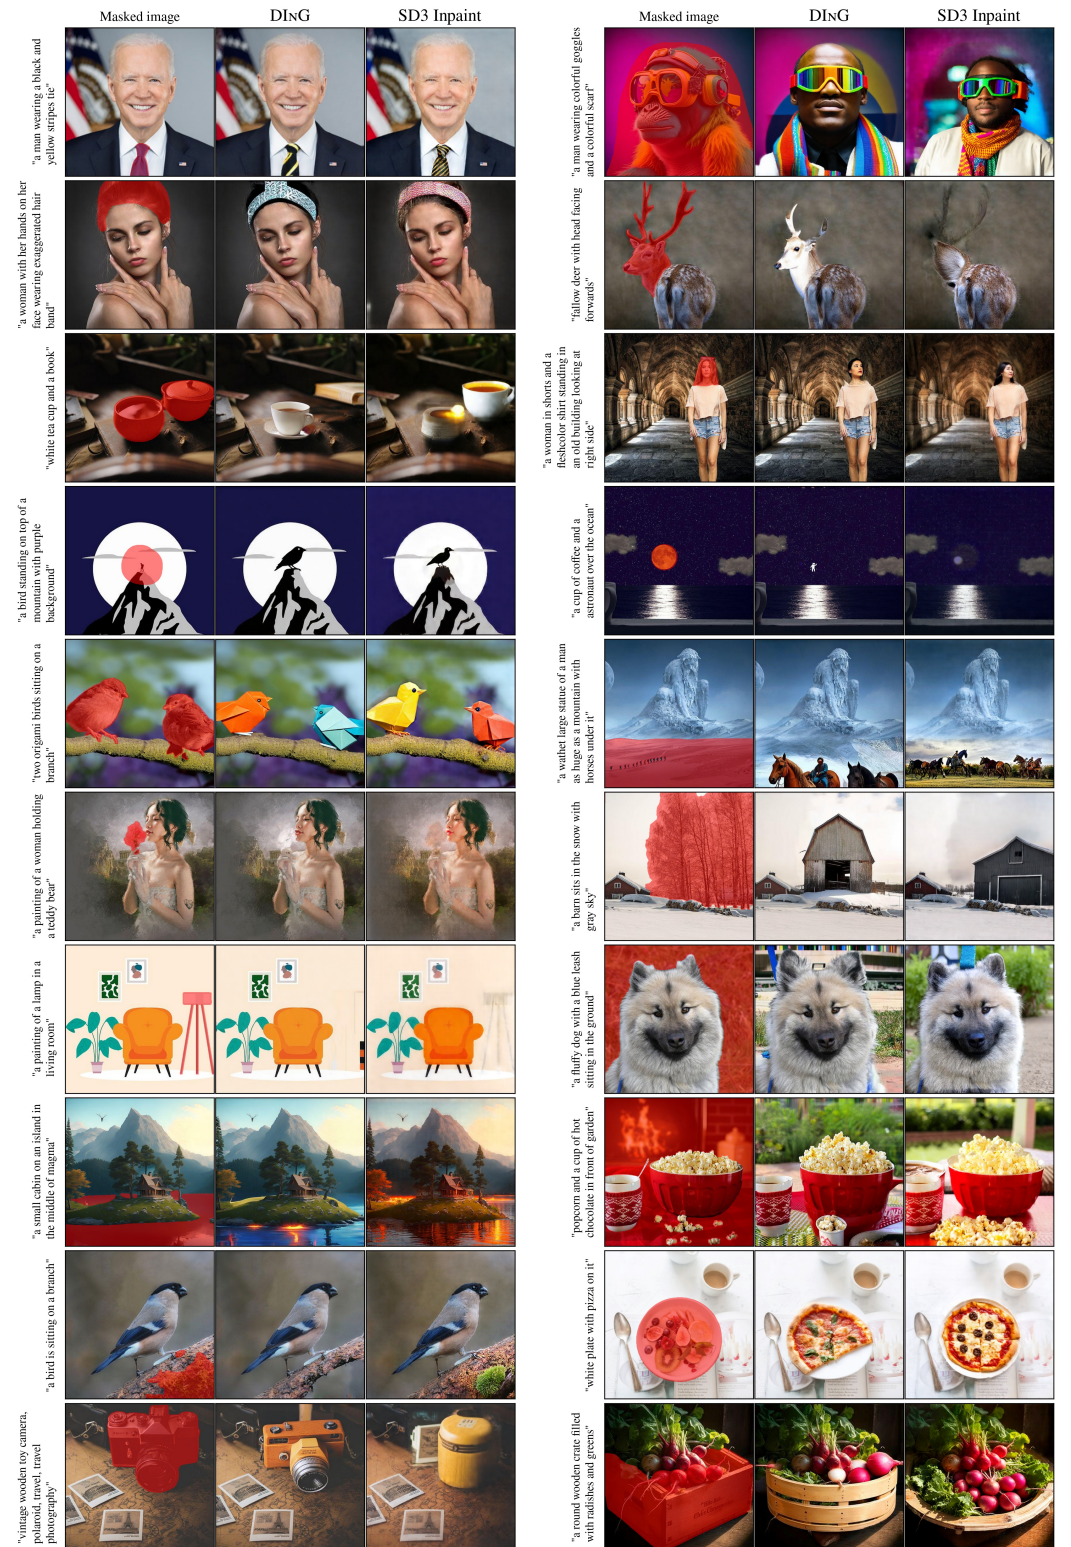 Masked image
DING
SD3 Inpaint
Masked image
DING
SD3 Inpaint
"a man wearing a black and
yellow stripes tie"
"a man wearing colorful goggles
and a colorful scarf"
"a woman with her hands on her
face wearing exaggerated hair
band"
"fallow deer with head facing
forwards"
"white tea cup and a book"
"a woman in shorts and a
fleshcolor shirt standing in
an old building looking at
right side"
"a bird standing on top of a
mountain with purple
background"
"a cup of coffee and a
astronaut over the ocean"
"two origami birds sitting on a
branch"
"a wathet large statue of a man
as huge as a mountain with
horses under it"
"a painting of a woman holding
a teddy bear"
"a barn sits in the snow with
gray sky"
"a painting of a lamp in a
living room"
"a fluffy dog with a blue leash
sitting in the ground"
"a small cabin on an island in
the middle of magma"
"popcorn and a cup of hot
chocolate in front of garden"
"a bird is sitting on a branch"
"white plate with pizza on it"
"vintage wooden toy camera,
polaroid, travel, travel
photography"
"a round wooden crate filled
with radishes and greens"